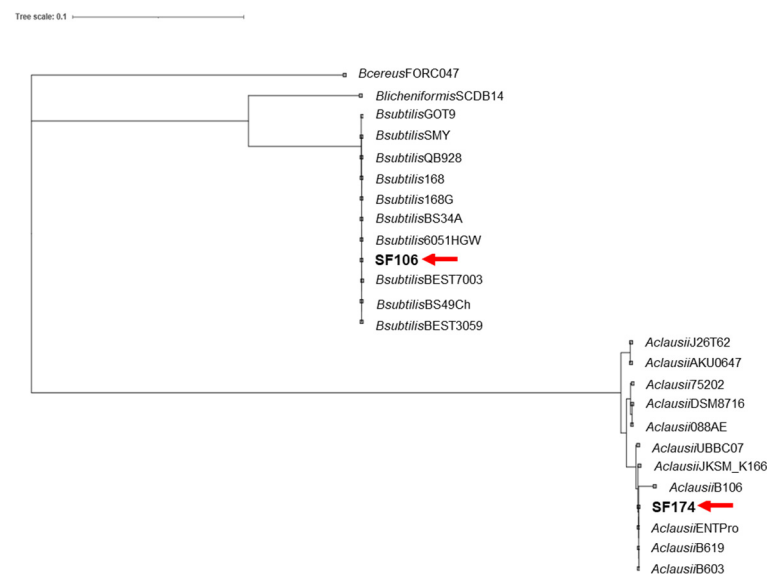 Tree scale: 0.1
BcereusFORC047
BlicheniformisSCDB14
BsubtilisGOT9
BsubtilisSMY
BsubtilisQB928
Bsubtilis168
Bsubtilis168G
BsubtilisBS34A
Bsubtilis6051HGW
SF106
BsubtilisBEST7003
BsubtilisBS49Ch
BsubtilisBEST3059
AclausiiJ26T62
AclausiiAKU0647
Aclausii75202
AclausiiDSM8716
Aclausii088AE
AclausiiUBBC07
AclausiiJKSM_K166
AclausiiB106
SF174
AclausiiENTPro
AclausiiB619
AclausiiB603